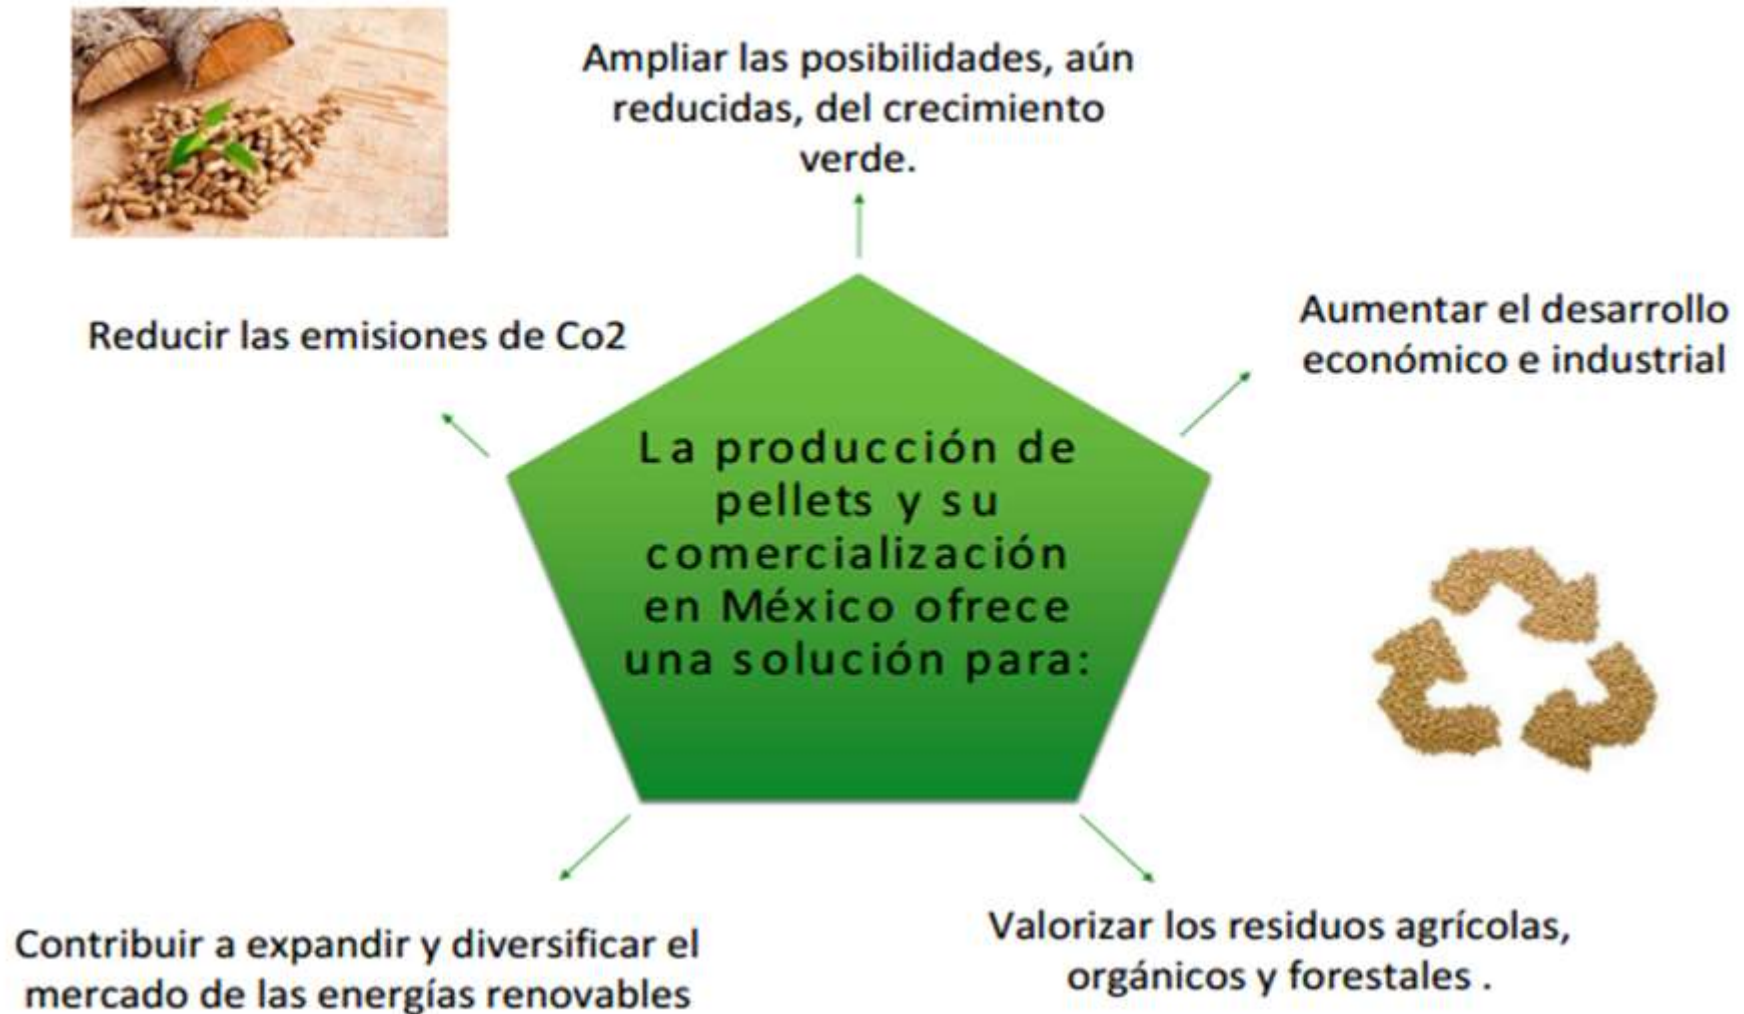 Ampliar las posibilidades, aún
reducidas, del crecimiento
verde.
Reducir las emisiones de Co2
Aumentar el desarrollo
económico e industrial
La producción de
pellets y su
comercialización
en México ofrece
una solución para:
Contribuir a expandir y diversificar el
mercado de las energías renovables
Valorizar los residuos agrícolas,
orgánicos y forestales .